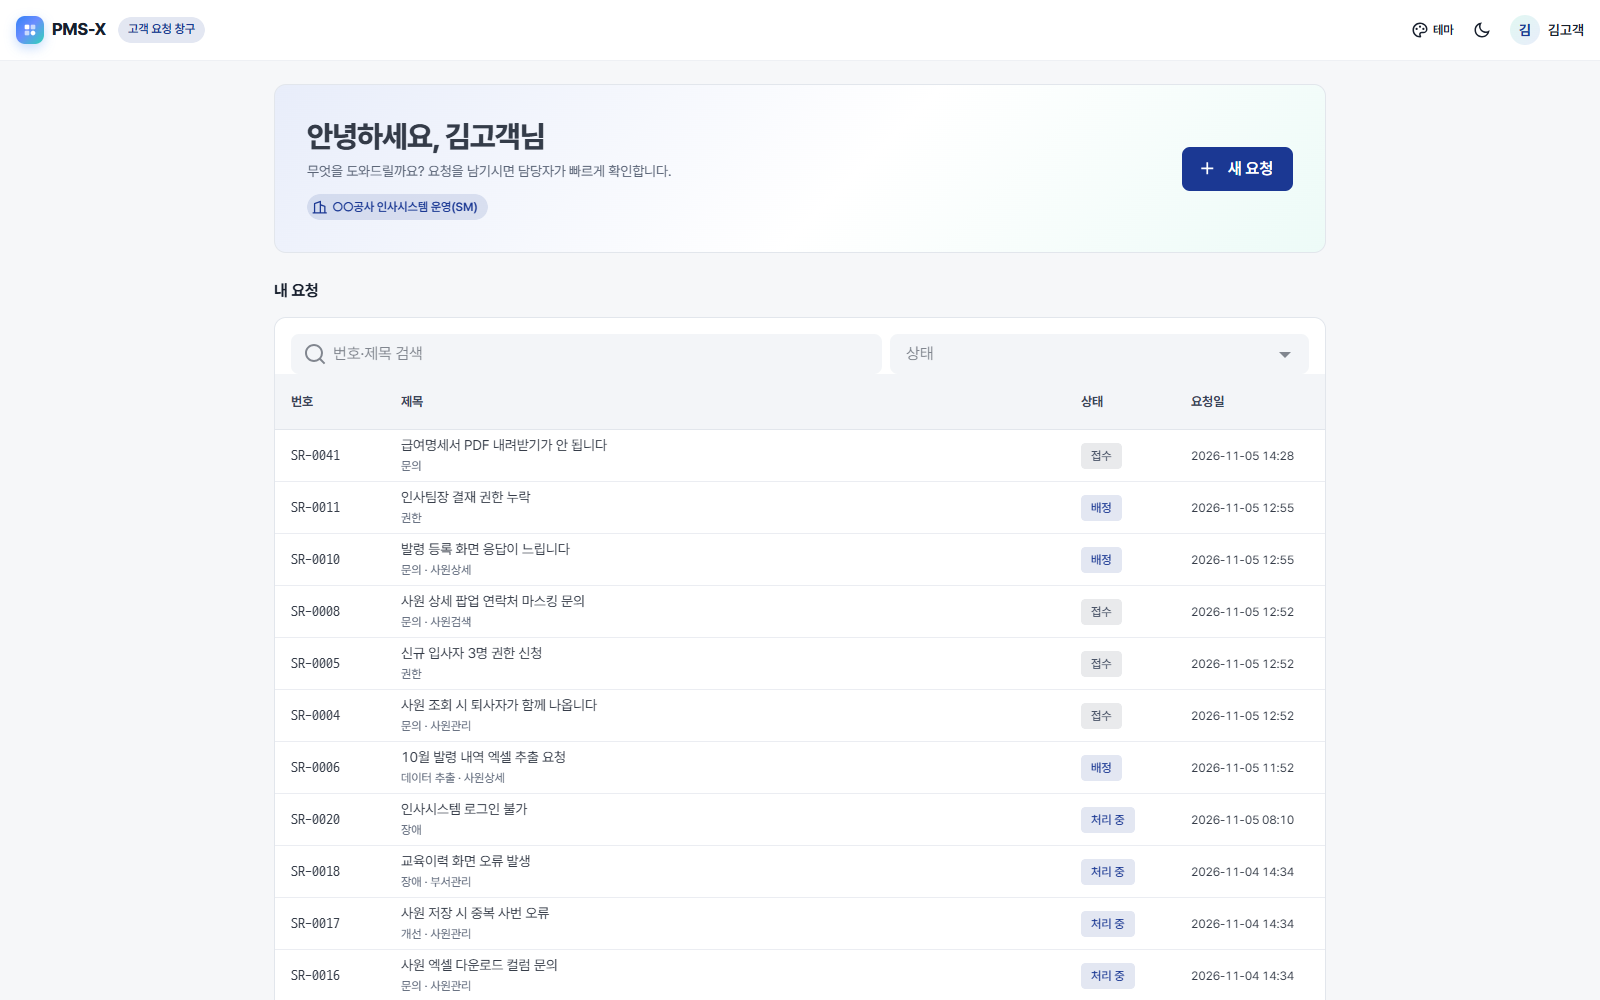 PMS-X 고객 요청 창구 테마 김 김고객
안녕하세요, 김고객님
무엇을 도와드릴까요? 요청을 남기시면 담당자가 빠르게 확인합니다.
○○공사 인사시스템 운영(SM)
+ 새 요청
내 요청
번호·제목 검색 상태
번호 제목 상태 요청일
SR-0041 급여명세서 PDF 내려받기가 안 됩니다 접수 2026-11-05 14:28
문의
SR-0011 인사팀장 결재 권한 누락 배정 2026-11-05 12:55
권한
SR-0010 발령 등록 화면 응답이 느립니다 배정 2026-11-05 12:55
문의 · 사원상세
SR-0008 사원 상세 팝업 연락처 마스킹 문의 접수 2026-11-05 12:52
문의 · 사원검색
SR-0005 신규 입사자 3명 권한 신청 접수 2026-11-05 12:52
권한
SR-0004 사원 조회 시 퇴사자가 함께 나옵니다 접수 2026-11-05 12:52
문의 · 사원관리
SR-0006 10월 발령 내역 엑셀 추출 요청 배정 2026-11-05 11:52
데이터 추출 · 사원상세
SR-0020 인사시스템 로그인 불가 처리 중 2026-11-05 08:10
장애
SR-0018 교육이력 화면 오류 발생 처리 중 2026-11-04 14:34
장애 · 부서관리
SR-0017 사원 저장 시 중복 사번 오류 처리 중 2026-11-04 14:34
개선 · 사원관리
SR-0016 사원 엑셀 다운로드 컬럼 문의 처리 중 2026-11-04 14:34
문의 · 사원관리